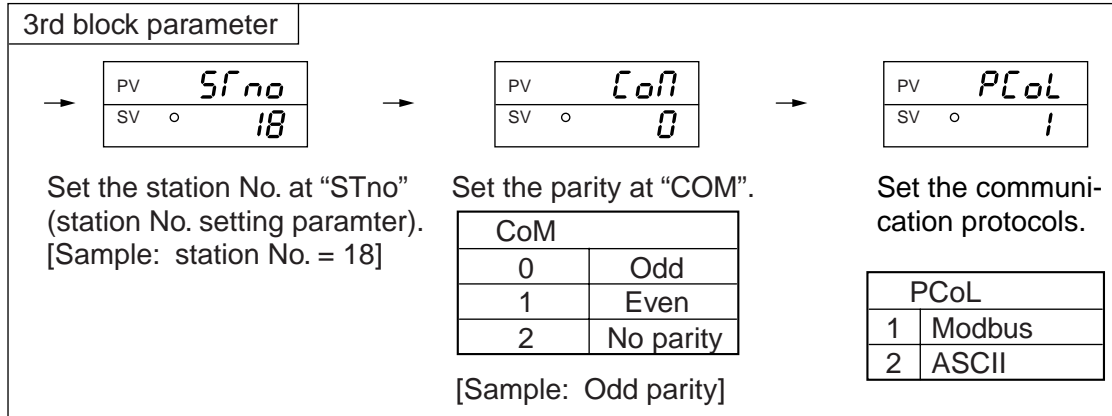 3rd block parameter
PV STno
SV 18
PV CoM
SV 0
PV PCoL
SV 1
Set the station No. at “STno”
(station No. setting paramter).
[Sample: station No. = 18]
Set the parity at “COM”.
CoM
0 Odd
1 Even
2 No parity
[Sample: Odd parity]
Set the communi-
cation protocols.
PCoL
1 Modbus
2 ASCII